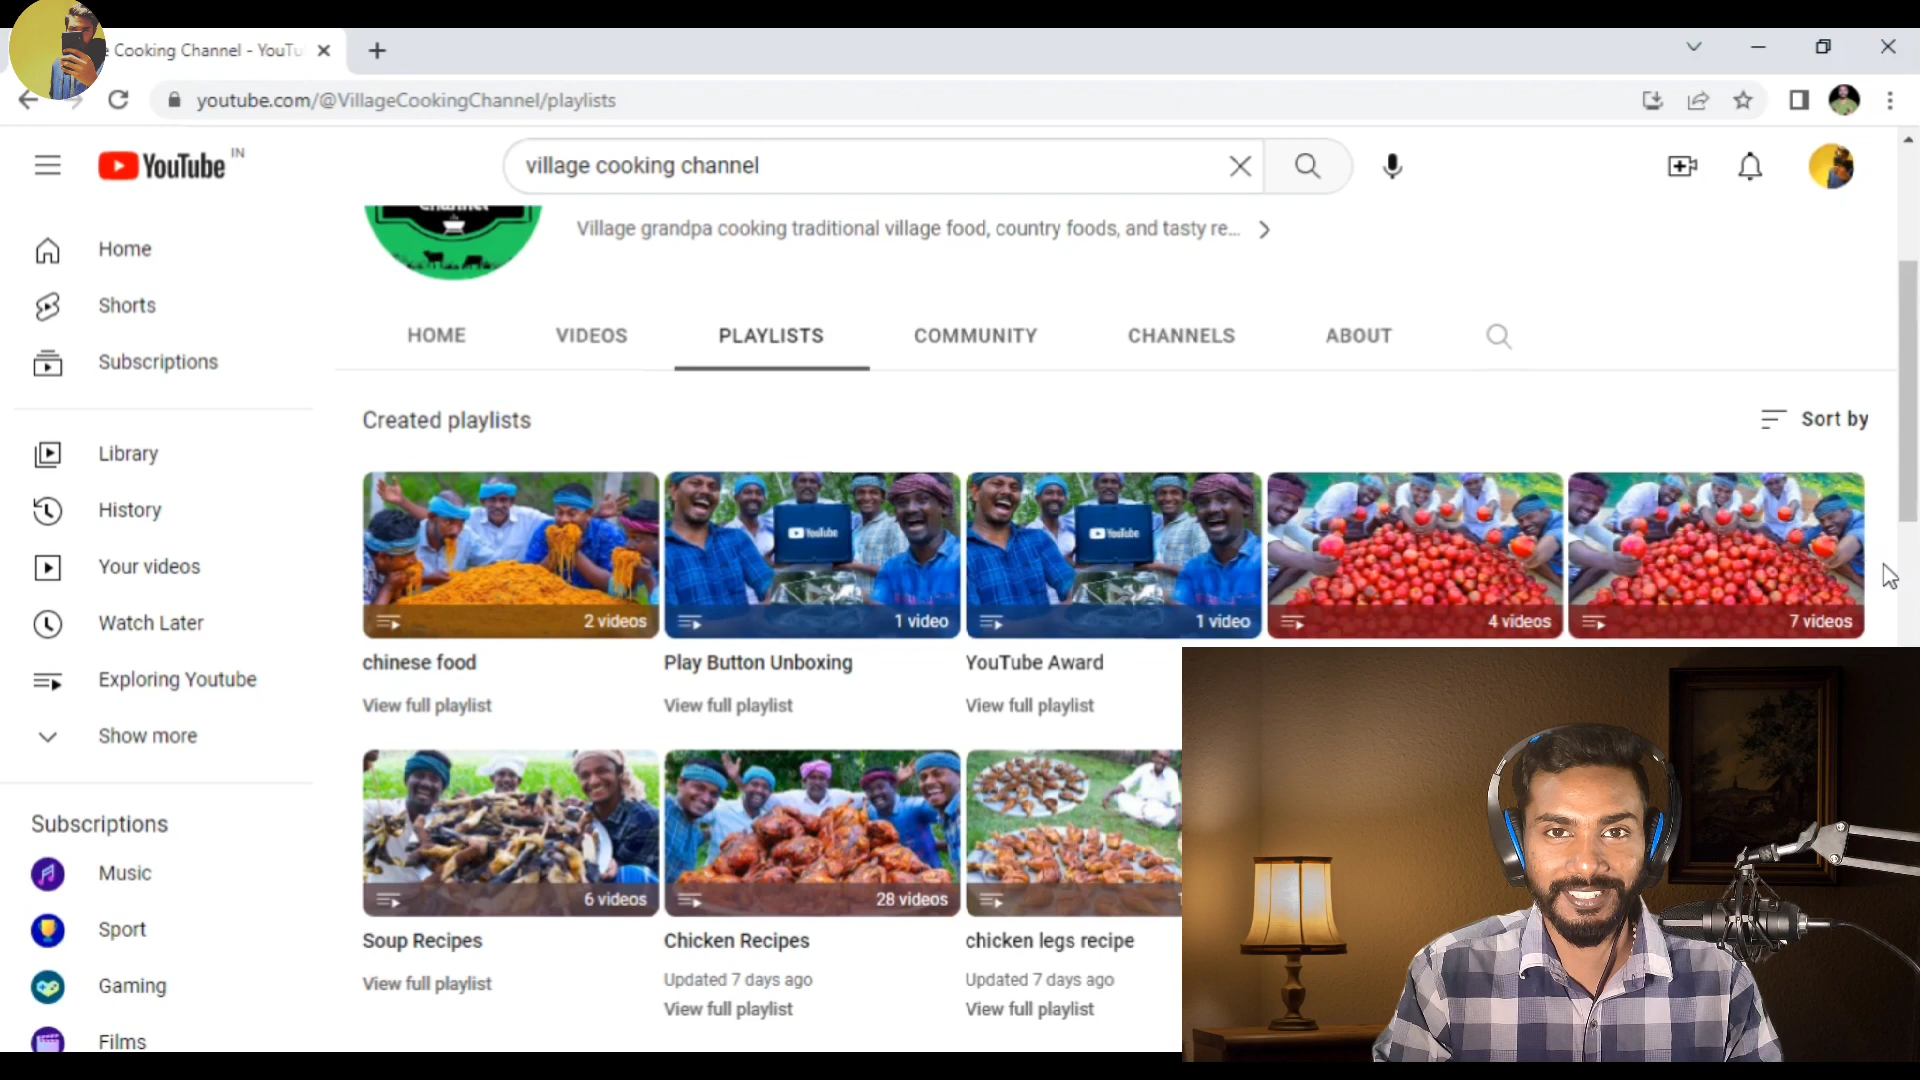 Cooking Channel - YouTu
youtube.com/@VillageCookingChannel/playlists
YouTube IN
village cooking channel
Channel
Village grandpa cooking traditional village food, country foods, and tasty re...
Home
Shorts
Subscriptions
HOME VIDEOS PLAYLISTS COMMUNITY CHANNELS ABOUT
Created playlists
Sort by
Library
History
Your videos
Watch Later
Exploring Youtube
Show more
YouTube
YouTube
2 videos
1 video
1 video
4 videos
7 videos
chinese food
Play Button Unboxing
YouTube Award
View full playlist
View full playlist
View full playlist
6 videos
28 videos
Soup Recipes
Chicken Recipes
chicken legs recipe
Updated 7 days ago
Updated 7 days ago
View full playlist
View full playlist
View full playlist
Subscriptions
Music
Sport
Gaming
Films